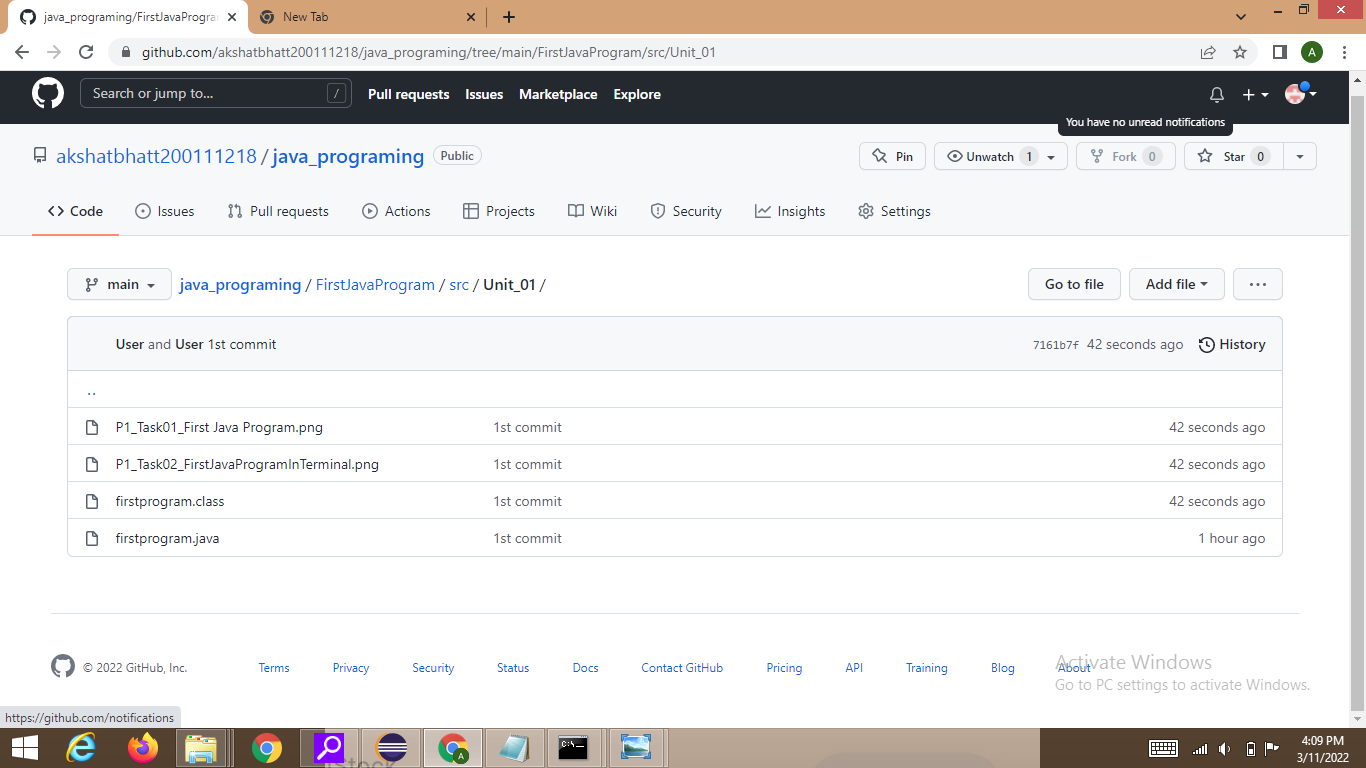 java_programing/FirstJavaProgra
New Tab
github.com/akshatbhatt200111218/java_programing/tree/main/FirstJavaProgram/src/Unit_01
A
Search or jump to...
/
Pull requests
Issues
Marketplace
Explore
You have no unread notifications
akshatbhatt200111218 / java_programing
Public
Pin
Unwatch 1
Fork 0
Star 0
Code
Issues
Pull requests
Actions
Projects
Wiki
Security
Insights
Settings
main
java_programing / FirstJavaProgram / src / Unit_01 /
Go to file
Add file
...
User and User 1st commit
7161b7f 42 seconds ago
History
..
P1_Task01_First Java Program.png 1st commit 42 seconds ago
P1_Task02_FirstJavaProgramInTerminal.png 1st commit 42 seconds ago
firstprogram.class 1st commit 42 seconds ago
firstprogram.java 1st commit 1 hour ago
© 2022 GitHub, Inc.
Terms
Privacy
Security
Status
Docs
Contact GitHub
Pricing
API
Training
Blog
About
Activate Windows
Go to PC settings to activate Windows.
https://github.com/notifications
A
iStock
4:09 PM
3/11/2022